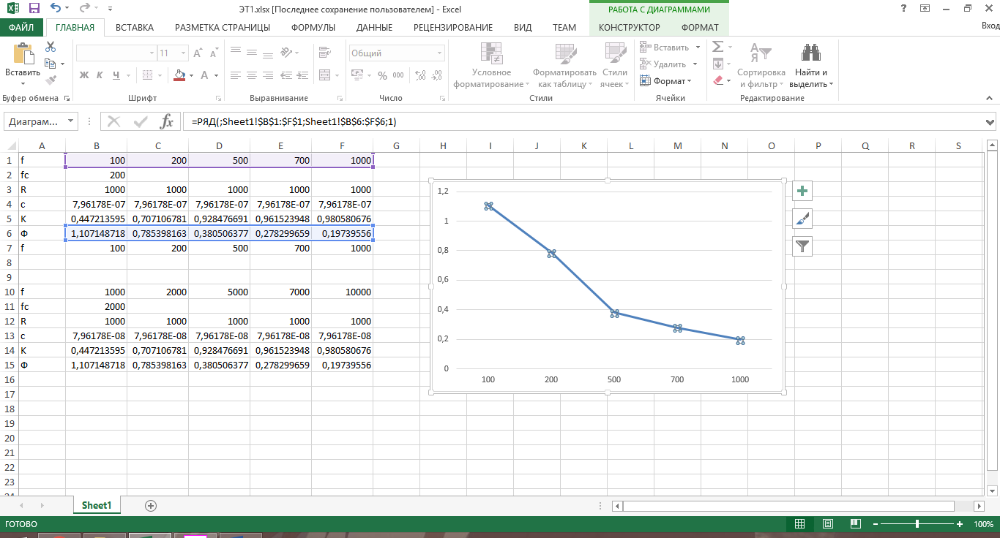 ЭТ1.xlsx [Последнее сохранение пользователем] - Excel
РАБОТА С ДИАГРАММАМИ
?
ФАЙЛ ГЛАВНАЯ ВСТАВКА РАЗМЕТКА СТРАНИЦЫ ФОРМУЛЫ ДАННЫЕ РЕЦЕНЗИРОВАНИЕ ВИД TEAM КОНСТРУКТОР ФОРМАТ Вход
Вставить
11
Ж К Ч
Общий
% 000
Условное форматирование
Форматировать как таблицу
Стили ячеек
Вставить
Удалить
Формат
Сортировка и фильтр
Найти и выделить
Буфер обмена Шрифт Выравнивание Число Стили Ячейки Редактирование
Диаграм... fx =РЯД(;Sheet1!$B$1:$F$1;Sheet1!$B$6:$F$6;1)
A B C D E F G H I J K L M N O P Q R S
1 f 100 200 500 700 1000
2 fc 200
3 R 1000 1000 1000 1000 1000
4 c 7,96178E-07 7,96178E-07 7,96178E-07 7,96178E-07 7,96178E-07
5 K 0,447213595 0,707106781 0,928476691 0,961523948 0,980580676
6 Ф 1,107148718 0,785398163 0,380506377 0,278299659 0,19739556
7 f 100 200 500 700 1000
8
9
10 f 1000 2000 5000 7000 10000
11 fc 2000
12 R 1000 1000 1000 1000 1000
13 c 7,96178E-08 7,96178E-08 7,96178E-08 7,96178E-08 7,96178E-08
14 K 0,447213595 0,707106781 0,928476691 0,961523948 0,980580676
15 Ф 1,107148718 0,785398163 0,380506377 0,278299659 0,19739556
16
17
18
19
20
21
22
23
24
1,2
1
0,8
0,6
0,4
0,2
0
100 200 500 700 1000
Sheet1
ГОТОВО
100%